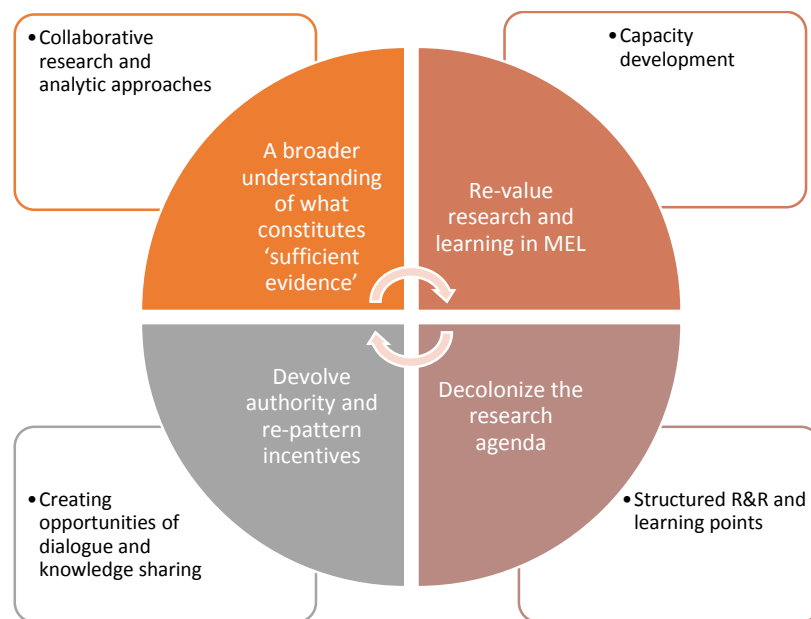 •Collaborative
research and
analytic approaches
•Capacity
development
A broader
understanding
of what
constitutes
‘sufficient
evidence’
Re-value
research and
learning in MEL
Devolve
authority and
re-pattern
incentives
Decolonize the
research
agenda
•Creating
opportunities of
dialogue and
knowledge sharing
•Structured R&R and
learning points